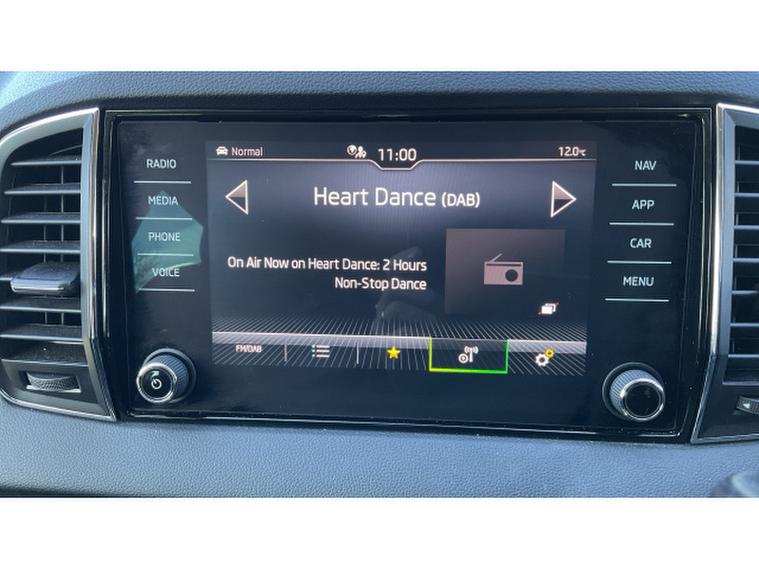 RADIO
MEDIA
PHONE
VOICE
Normal
11:00
12.0°C
Heart Dance (DAB)
On Air Now on Heart Dance: 2 Hours
Non-Stop Dance
FM/DAB
NAV
APP
CAR
MENU